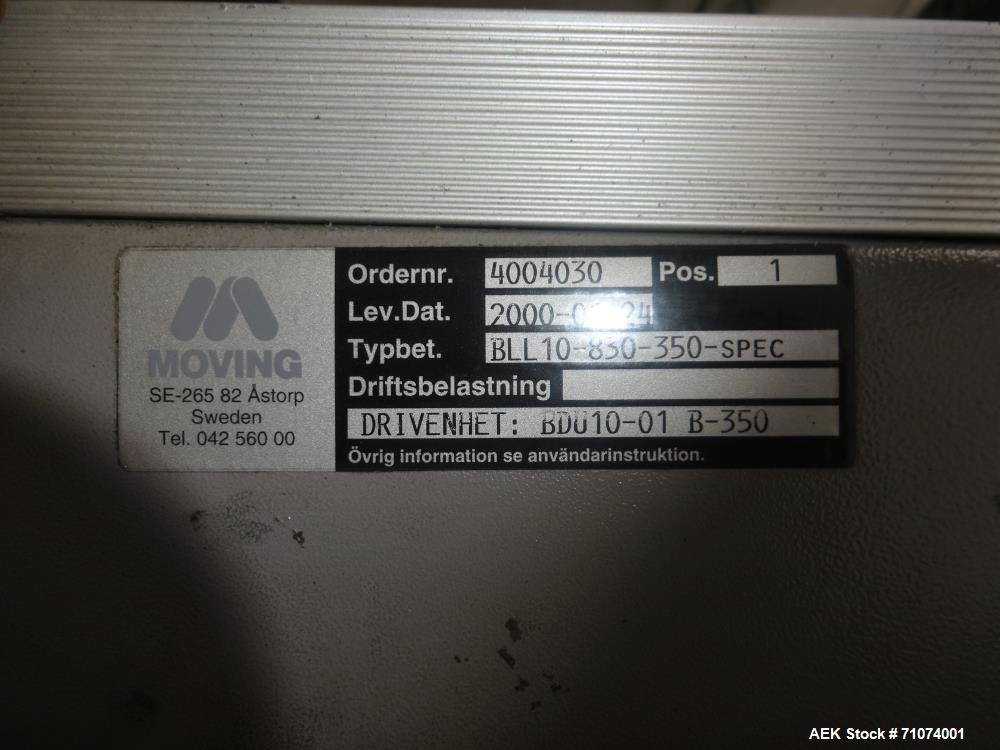 MOVING
SE-265 82 Åstorp
Sweden
Tel. 042 560 00
Ordernr. 4004030 Pos. 1
Lev.Dat.
Typbet. BLL10-830-350-SPEC
Driftsbelastning
DRIVENHET: BDU10-01 B-350
Övrig information se användarinstruktion.
AEK Stock # 71074001